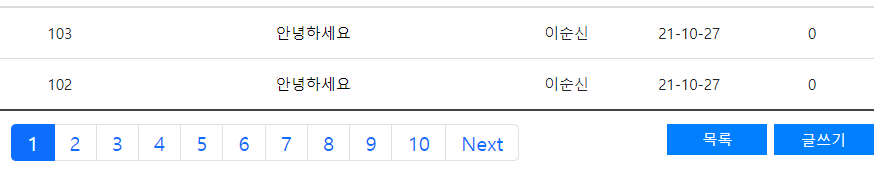 103 안녕하세요 이순신 21-10-27 0
102 안녕하세요 이순신 21-10-27 0
1 2 3 4 5 6 7 8 9 10 Next 목록 글쓰기